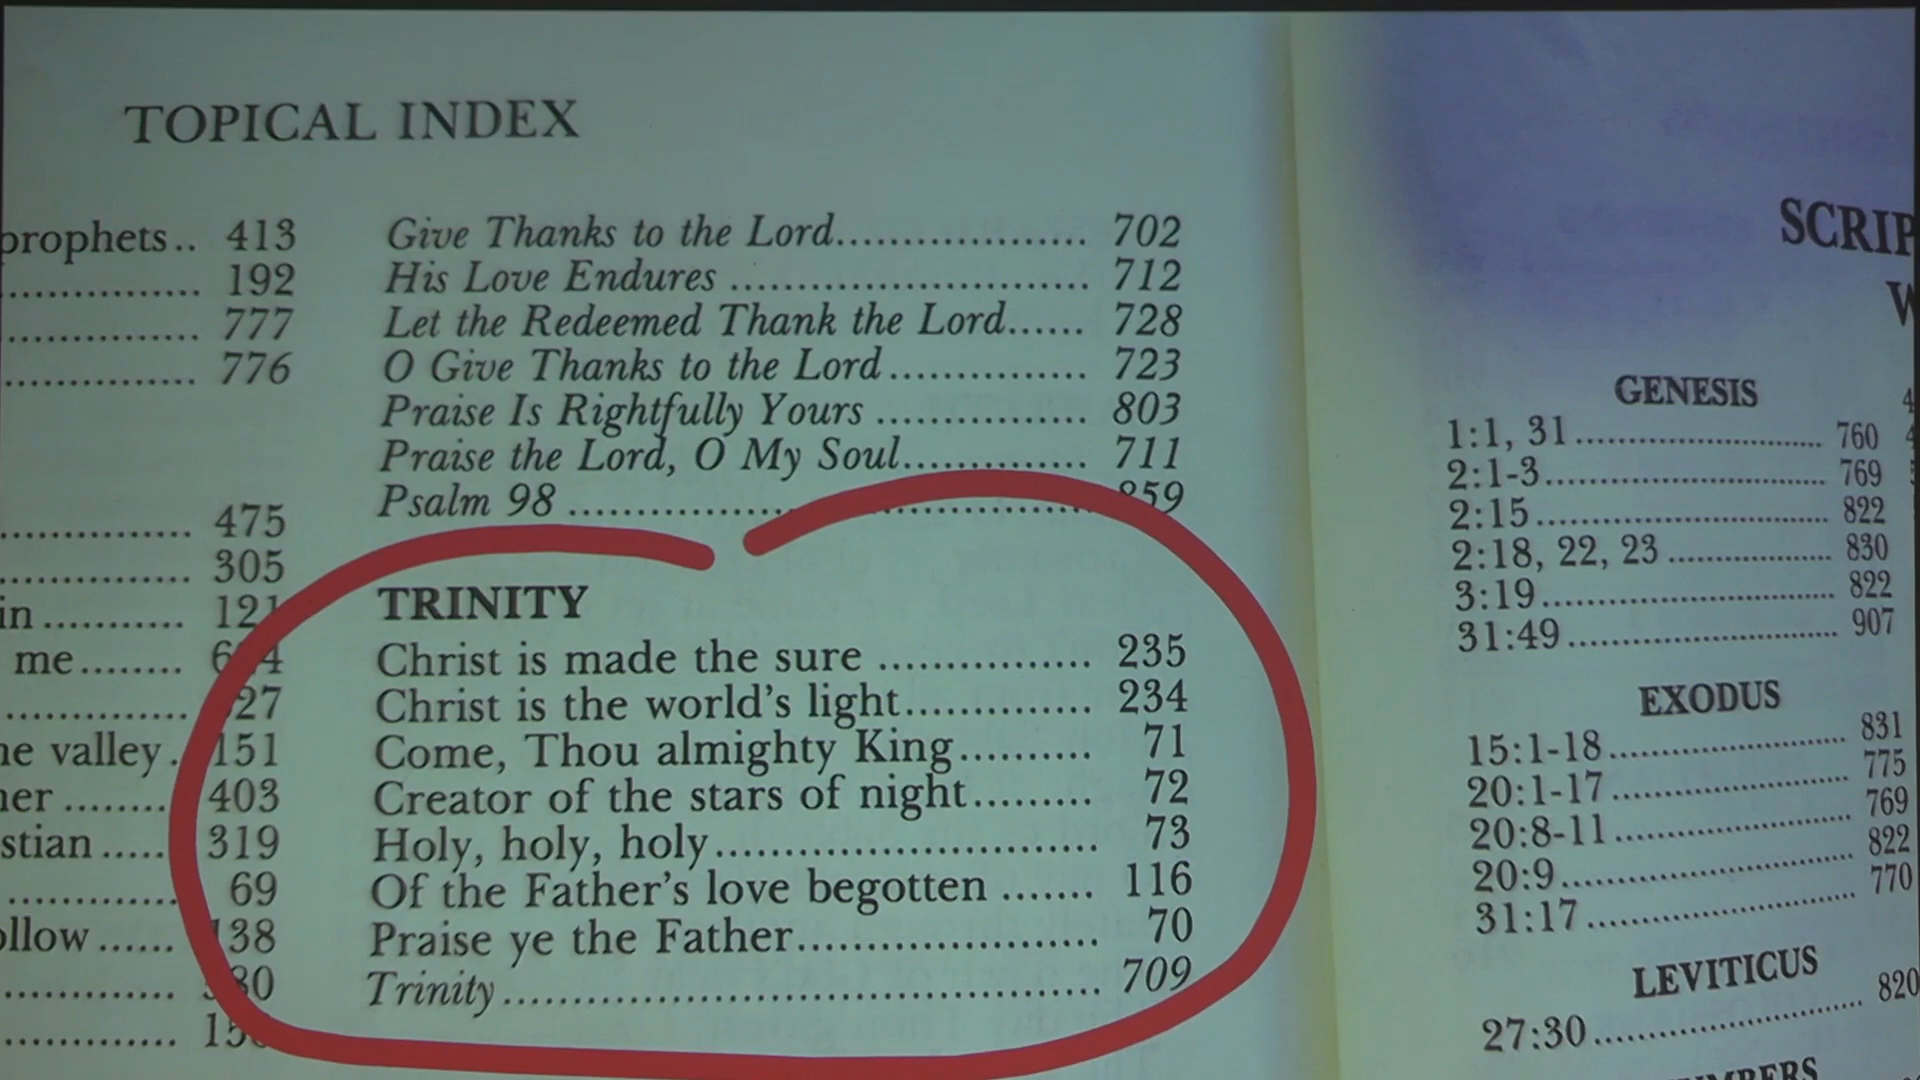 TOPICAL INDEX
prophets.. 413
192
777
776
475
305
in........... 121
me........
27
valley. 151
403
319
69
138
Give Thanks to the Lord.................... 702
His Love Endures ............................ 712
Let the Redeemed Thank the Lord...... 728
O Give Thanks to the Lord............... 723
Praise Is Rightfully Yours ............... 803
Praise the Lord, O My Soul............. 711
Psalm 98 .................................... 859
TRINITY
Christ is made the sure ................ 235
Christ is the world's light.............. 234
Come, Thou almighty King.......... 71
Creator of the stars of night......... 72
Holy, holy, holy............................. 73
Of the Father's love begotten ....... 116
Praise ye the Father....................... 70
Trinity......................................... 709
GENESIS
1:1, 31............................ 760
2:1-3............................... 769
2:15................................ 822
2:18, 22, 23.................. 830
3:19................................ 822
31:49.............................. 907
EXODUS
15:1-18.......................... 831
20:1-17.......................... 775
20:8-11.......................... 769
20:9............................... 822
31:17............................. 770
LEVITICUS
27:30............................. 820